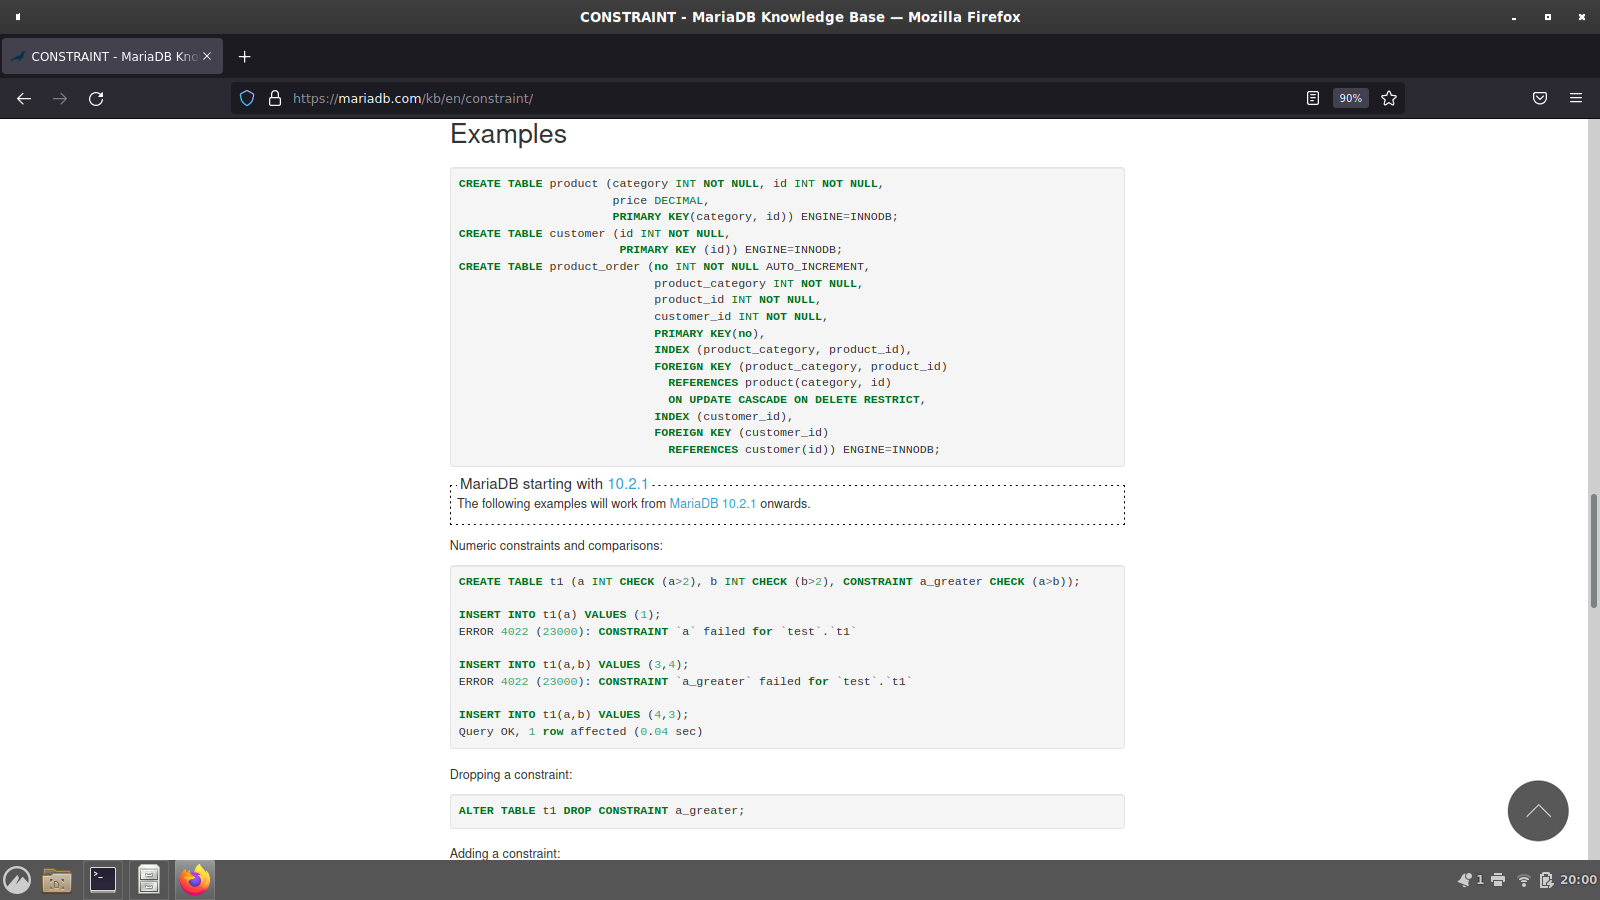 CONSTRAINT - MariaDB Knowledge Base — Mozilla Firefox
CONSTRAINT - MariaDB Kno
https://mariadb.com/kb/en/constraint/
90%
Examples
CREATE TABLE product (category INT NOT NULL, id INT NOT NULL,
                      price DECIMAL,
                      PRIMARY KEY(category, id)) ENGINE=INNODB;
CREATE TABLE customer (id INT NOT NULL,
                       PRIMARY KEY (id)) ENGINE=INNODB;
CREATE TABLE product_order (no INT NOT NULL AUTO_INCREMENT,
                            product_category INT NOT NULL,
                            product_id INT NOT NULL,
                            customer_id INT NOT NULL,
                            PRIMARY KEY(no),
                            INDEX (product_category, product_id),
                            FOREIGN KEY (product_category, product_id)
                              REFERENCES product(category, id)
                              ON UPDATE CASCADE ON DELETE RESTRICT,
                            INDEX (customer_id),
                            FOREIGN KEY (customer_id)
                              REFERENCES customer(id)) ENGINE=INNODB;
MariaDB starting with 10.2.1
The following examples will work from MariaDB 10.2.1 onwards.
Numeric constraints and comparisons:
CREATE TABLE t1 (a INT CHECK (a>2), b INT CHECK (b>2), CONSTRAINT a_greater CHECK (a>b));
INSERT INTO t1(a) VALUES (1);
ERROR 4022 (23000): CONSTRAINT `a` failed for `test`.`t1`
INSERT INTO t1(a,b) VALUES (3,4);
ERROR 4022 (23000): CONSTRAINT `a_greater` failed for `test`.`t1`
INSERT INTO t1(a,b) VALUES (4,3);
Query OK, 1 row affected (0.04 sec)
Dropping a constraint:
ALTER TABLE t1 DROP CONSTRAINT a_greater;
Adding a constraint:
1
20:00